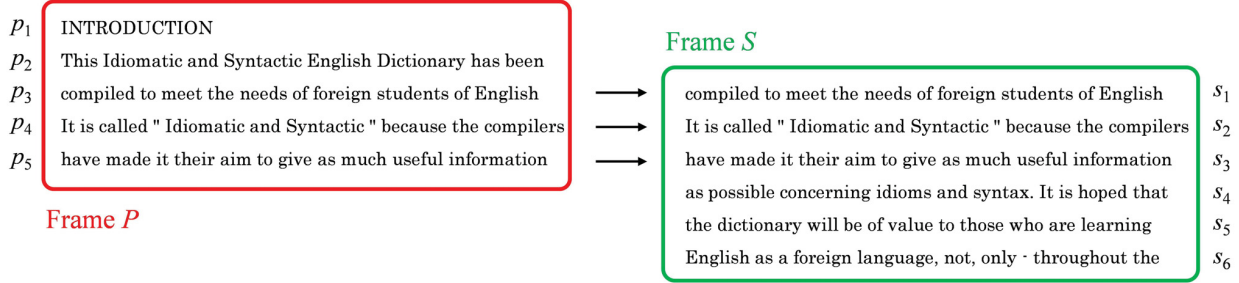 p1 INTRODUCTION
p2 This Idiomatic and Syntactic English Dictionary has been
p3 compiled to meet the needs of foreign students of English
p4 It is called " Idiomatic and Syntactic " because the compilers
p5 have made it their aim to give as much useful information
Frame P
Frame S
compiled to meet the needs of foreign students of English s1
It is called " Idiomatic and Syntactic " because the compilers s2
have made it their aim to give as much useful information s3
as possible concerning idioms and syntax. It is hoped that s4
the dictionary will be of value to those who are learning s5
English as a foreign language, not, only - throughout the s6